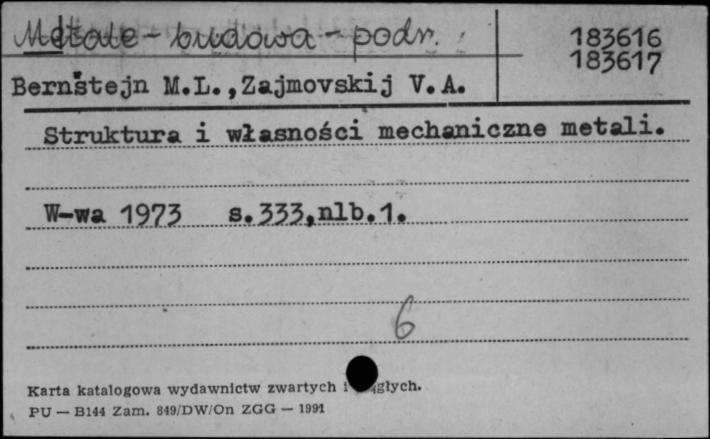 Metale - budowa - podr.
183616
183617
Bernštejn M.L.,Zajmovskij V.A.
Struktura i własności mechaniczne metali.
W-wa 1973 s.333,nlb.1.
6
Karta katalogowa wydawnictw zwartych i głych.
PU — B144 Zam. 849/DW/On ZGG — 1991